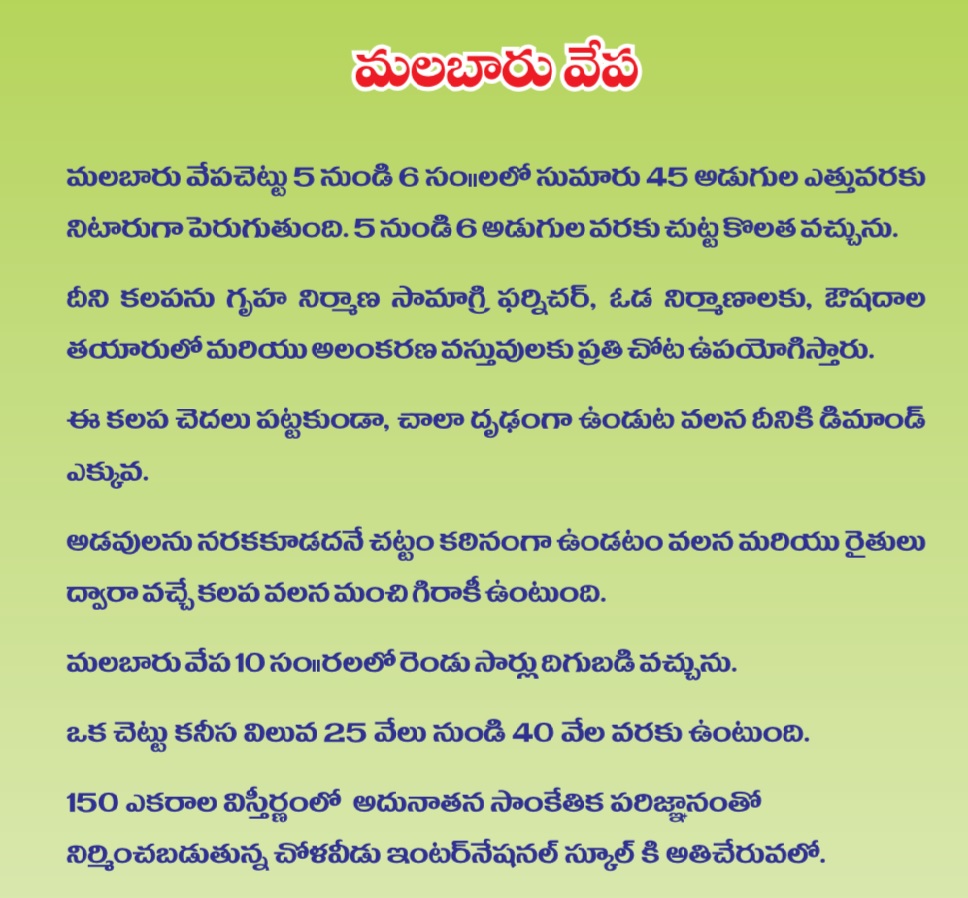 మలబారు వేప
మలబారు వేపచెట్టు 5 నుండి 6 సం॥లలో సుమారు 45 అడుగుల ఎత్తువరకు
నిటారుగా పెరుగుతుంది. 5 నుండి 6 అడుగుల వరకు చుట్ట కొలత వచ్చును.
దీని కలపను గృహ నిర్మాణ సామాగ్రి ఫర్నిచర్, ఓడ నిర్మాణాలకు, ఔషదాల
తయారులో మరియు అలంకరణ వస్తువులకు ప్రతి చోట ఉపయోగిస్తారు.
ఈ కలప చెదలు పట్టకుండా, చాలా దృఢంగా ఉండుట వలన దీనికి డిమాండ్
ఎక్కువ.
అడవులను నరకకూడదనే చట్టం కఠినంగా ఉండటం వలన మరియు రైతులు
ద్వారా వచ్చే కలప వలన మంచి గిరాకీ ఉంటుంది.
మలబారు వేప 10 సం॥రలలో రెండు సార్లు దిగుబడి వచ్చును.
ఒక చెట్టు కనీస విలువ 25 వేలు నుండి 40 వేల వరకు ఉంటుంది.
150 ఎకరాల విస్తీర్ణంలో అదునాతన సాంకేతిక పరిజ్ఞానంతో
నిర్మించబడుతున్న చోళవీడు ఇంటర్‌నేషనల్ స్కూల్ కి అతిచేరువలో.